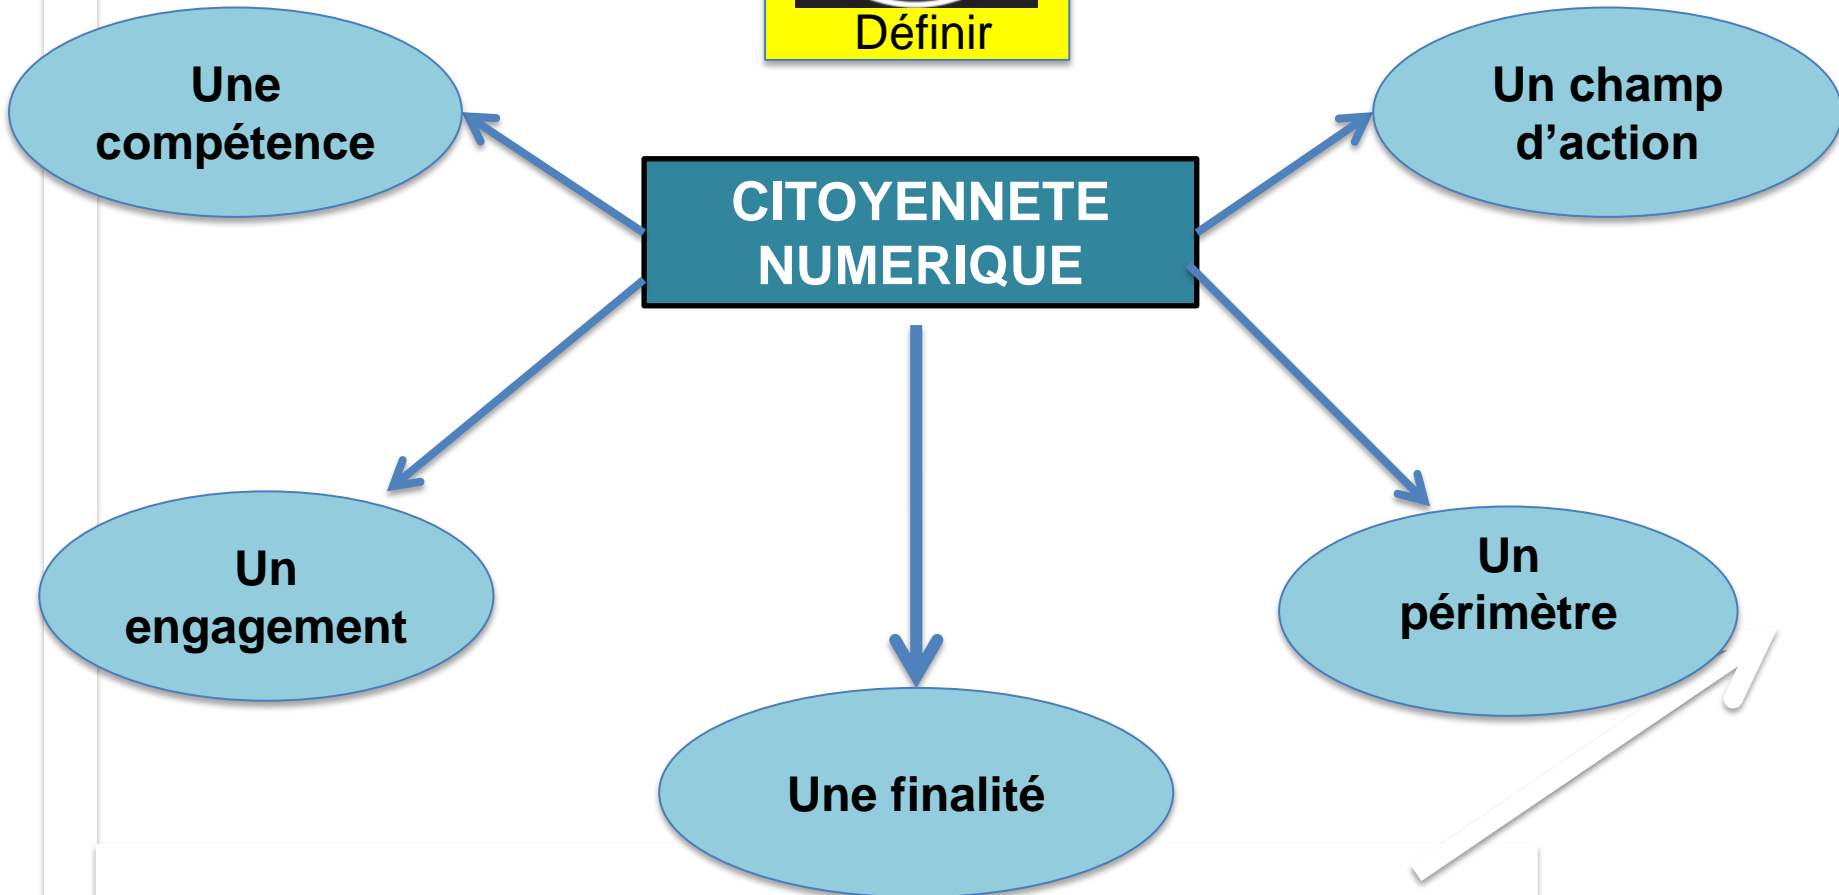 Définir
Une
compétence
Un champ
d’action
CITOYENNETE
NUMERIQUE
Un
engagement
Un
périmètre
Une finalité